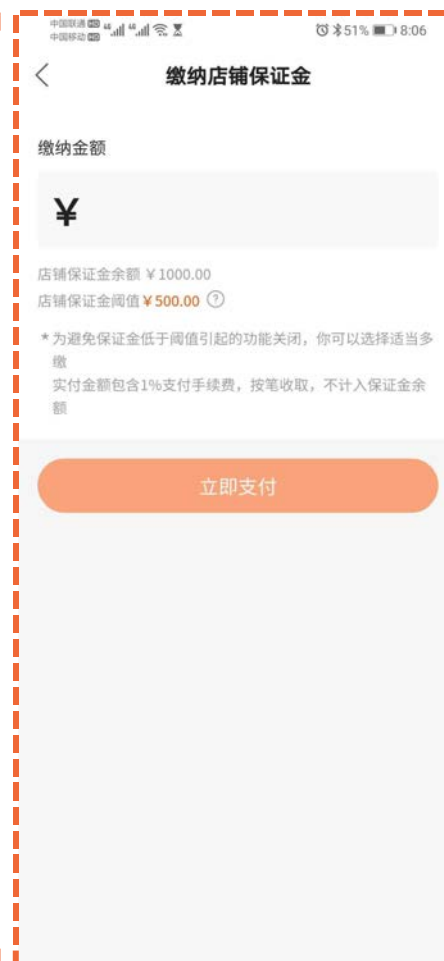 中国联通 HD 46 46 51% 8:06
中国移动 HD
缴纳店铺保证金
缴纳金额
¥
店铺保证金余额 ¥1000.00
店铺保证金阈值 ¥500.00 ?
*为避免保证金低于阈值引起的功能关闭，你可以选择适当多
缴
实付金额包含1%支付手续费，按笔收取，不计入保证金余
额
立即支付